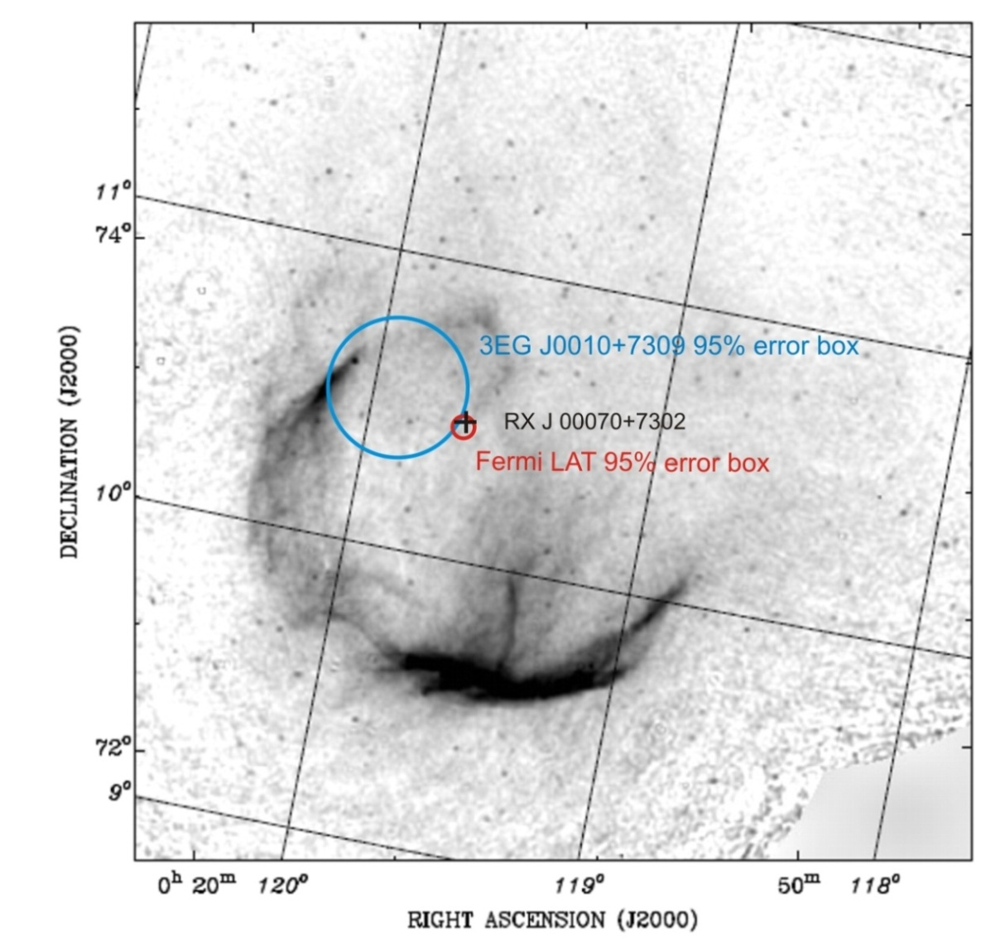 11°
74°
3EG J0010+7309 95% error box
RX J 00070+7302
Fermi LAT 95% error box
10°
DECLINATION (J2000)
72°
9°
0ʰ 20ᵐ 120° 119° 50ᵐ 118°
RIGHT ASCENSION (J2000)